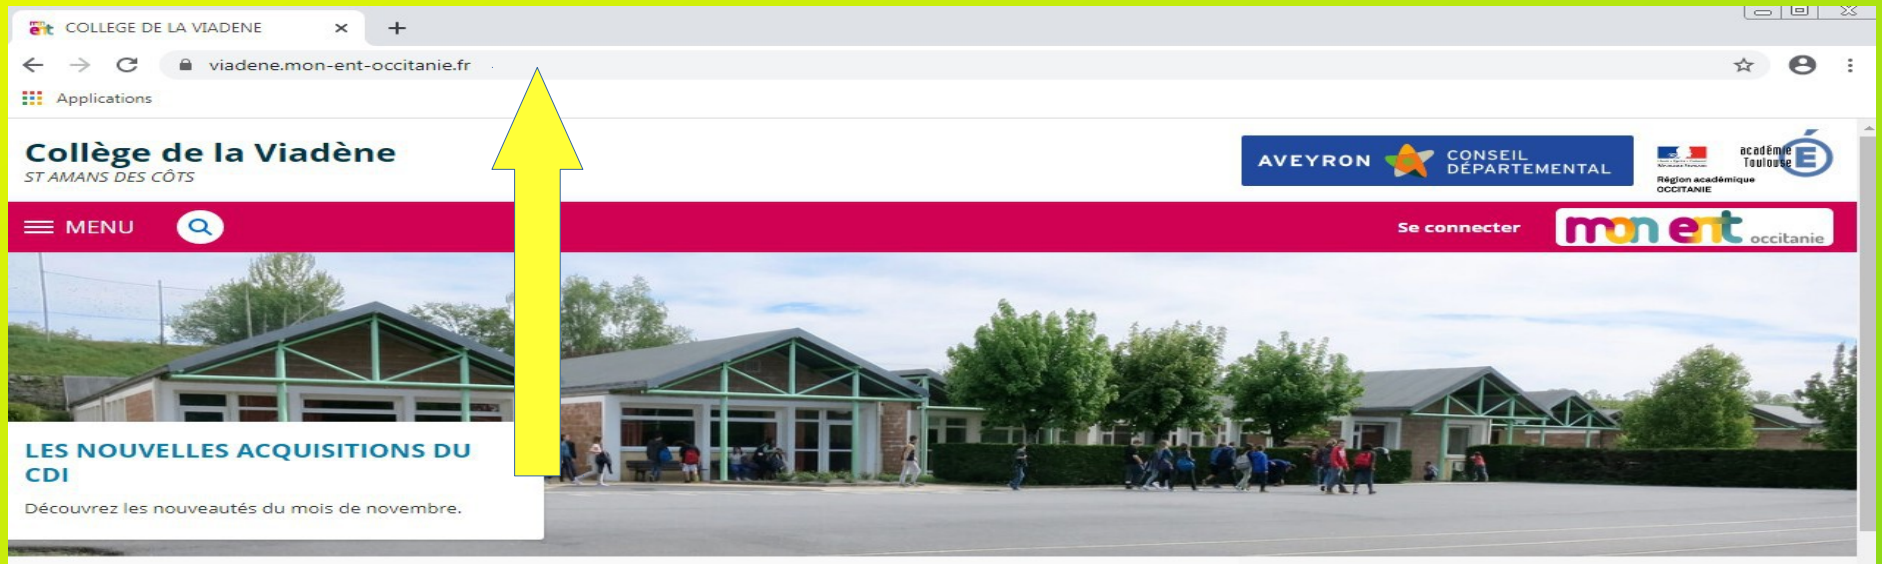 COLLEGE DE LA VIADENE
viadene.mon-ent-occitanie.fr
Applications
Collège de la Viadène
ST AMANS DES CÔTS
AVEYRON CONSEIL
DÉPARTEMENTAL
Région académique
OCCITANIE
académie
Toulouse
MENU
Se connecter
mon ent occitanie
LES NOUVELLES ACQUISITIONS DU
CDI
Découvrez les nouveautés du mois de novembre.